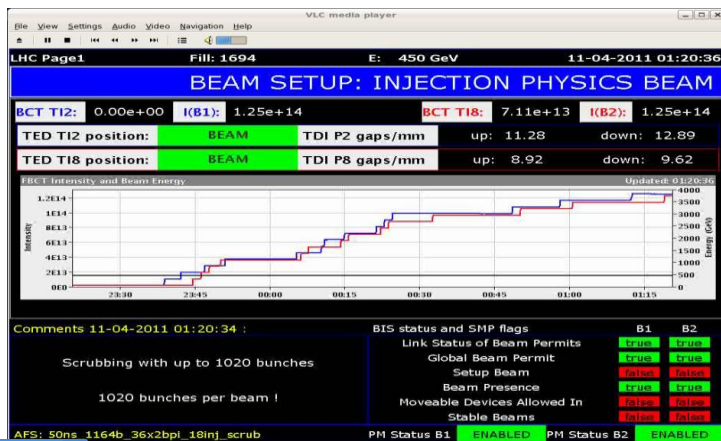 VLC media player
File View Settings Audio Video Navigation Help
LHC Page1 Fill: 1694 E: 450 GeV 11-04-2011 01:20:36
BEAM SETUP: INJECTION PHYSICS BEAM
BCT TI2: 0.00e+00 I(B1): 1.25e+14 BCT TI8: 7.11e+13 I(B2): 1.25e+14
TED TI2 position: BEAM TDI P2 gaps/mm up: 11.28 down: 12.89
TED TI8 position: BEAM TDI P8 gaps/mm up: 8.92 down: 9.62
FBCT Intensity and Beam Energy Updated: 01:20:36
1.2E14
1E14
8E13
6E13
4E13
2E13
0E0
Intensity
4000
3500
3000
2500
2000
1500
1000
500
0
Energy (GeV)
23:30 23:45 00:00 00:15 00:30 00:45 01:00 01:15
Comments 11-04-2011 01:20:34 :
Scrubbing with up to 1020 bunches
1020 bunches per beam !
BIS status and SMP flags B1 B2
Link Status of Beam Permits true true
Global Beam Permit true true
Setup Beam false false
Beam Presence true true
Moveable Devices Allowed In false false
Stable Beams false false
AFS: 50ns_1164b_36x2bpi_18inj_scrub PM Status B1 ENABLED PM Status B2 ENABLED